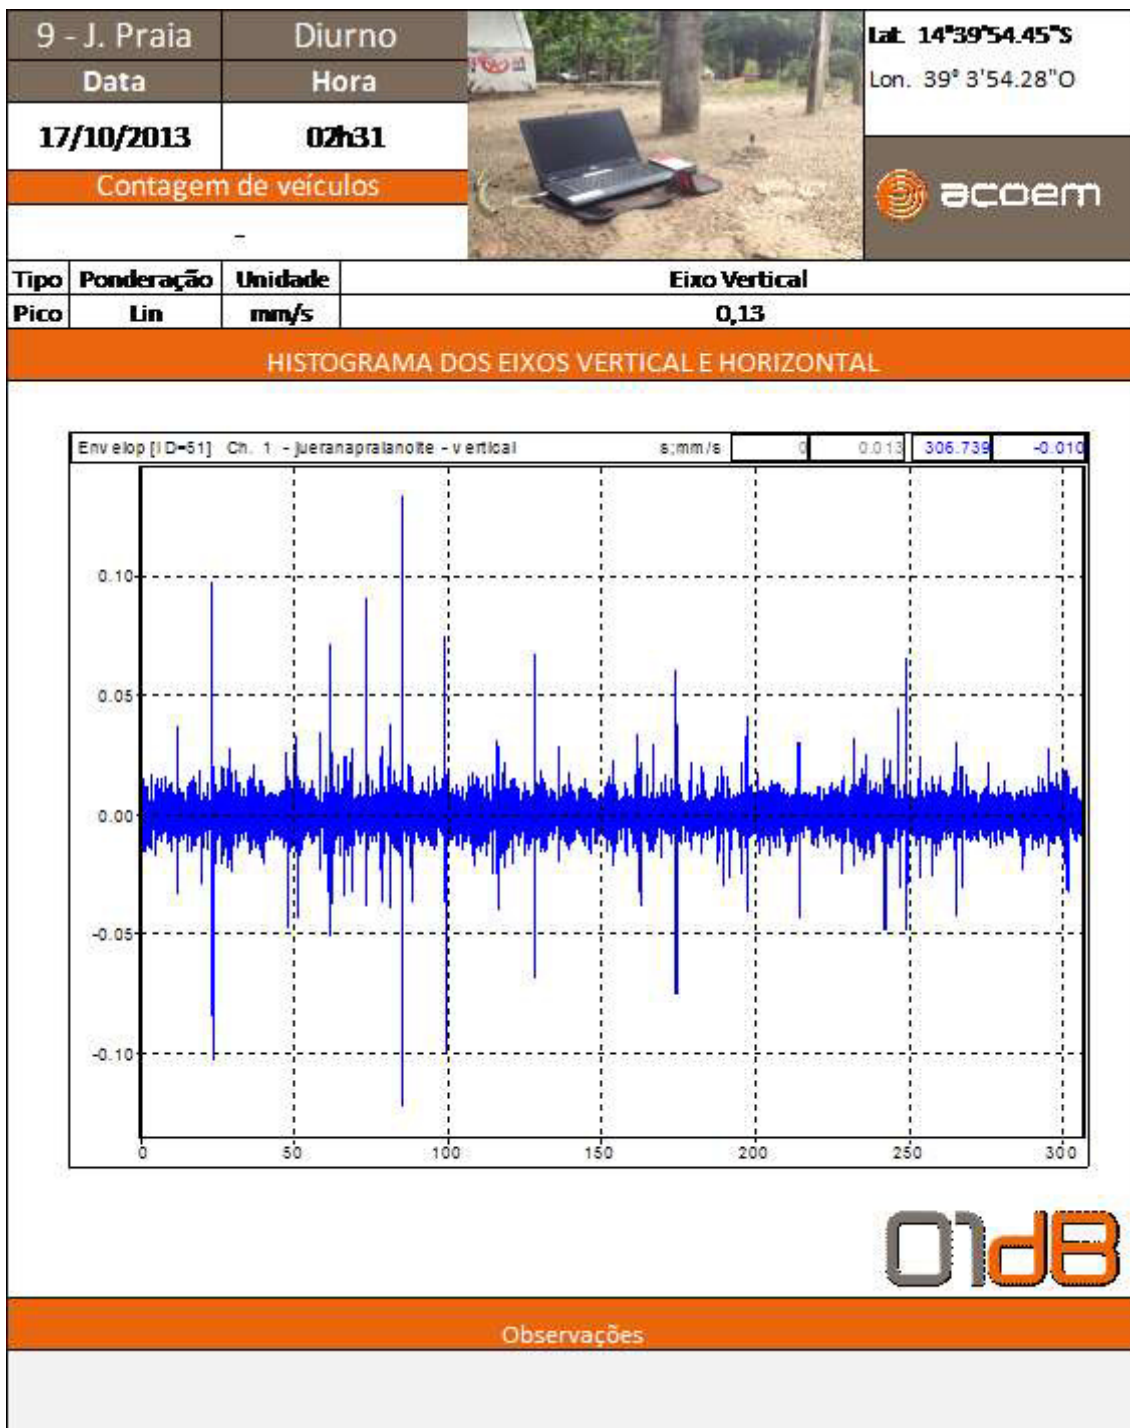 9 - J. Praia Diurno
Lat. 14°39'54.45"S
Data Hora
Lon. 39° 3'54.28"O
17/10/2013 02h31
Contagem de veículos
acoem
-
Tipo Ponderação Unidade Eixo Vertical
Pico Lin mm/s 0,13
HISTOGRAMA DOS EIXOS VERTICAL E HORIZONTAL
Envelop [ID=51] Ch. 1 - jueranapraianoite - vertical s;mm/s 0 0.013 306.739 -0.010
0.10
0.05
0.00
-0.05
-0.10
0 50 100 150 200 250 300
01dB
Observações